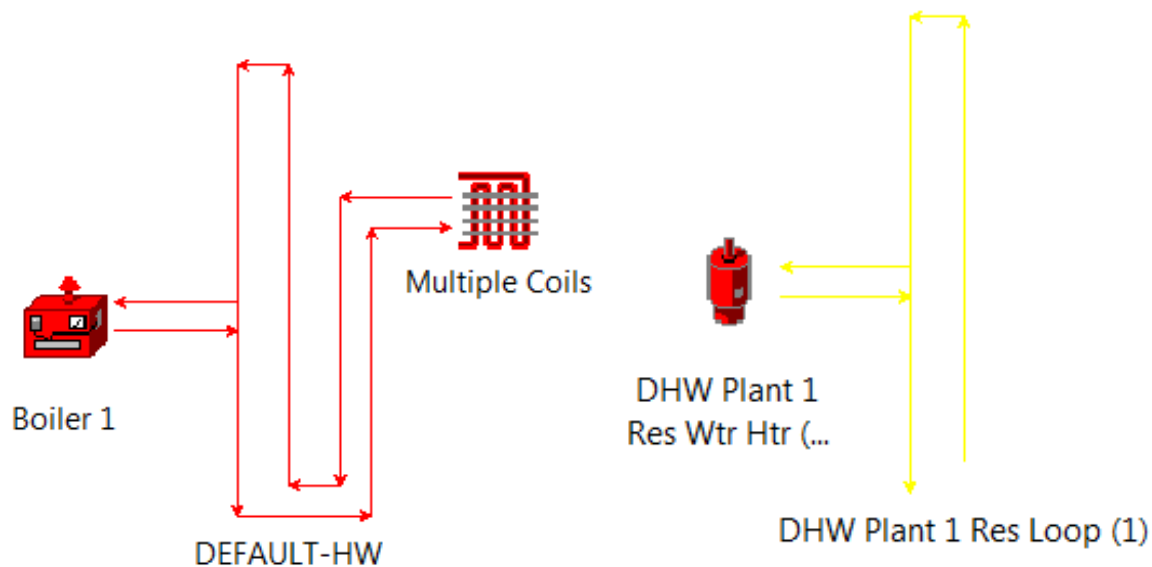 Multiple Coils
Boiler 1
DHW Plant 1
Res Wtr Htr (...
DEFAULT-HW
DHW Plant 1 Res Loop (1)